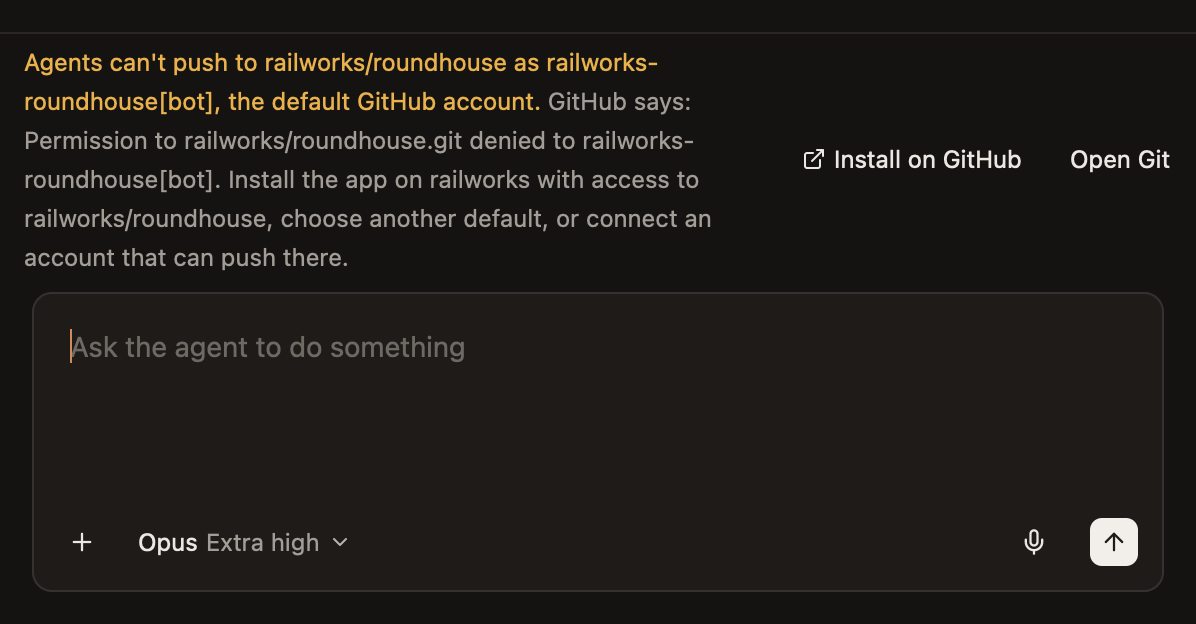 Agents can't push to railworks/roundhouse as railworks-
roundhouse[bot], the default GitHub account. GitHub says:
Permission to railworks/roundhouse.git denied to railworks-
roundhouse[bot]. Install the app on railworks with access to
railworks/roundhouse, choose another default, or connect an
account that can push there.
Install on GitHub
Open Git
Ask the agent to do something
Opus Extra high